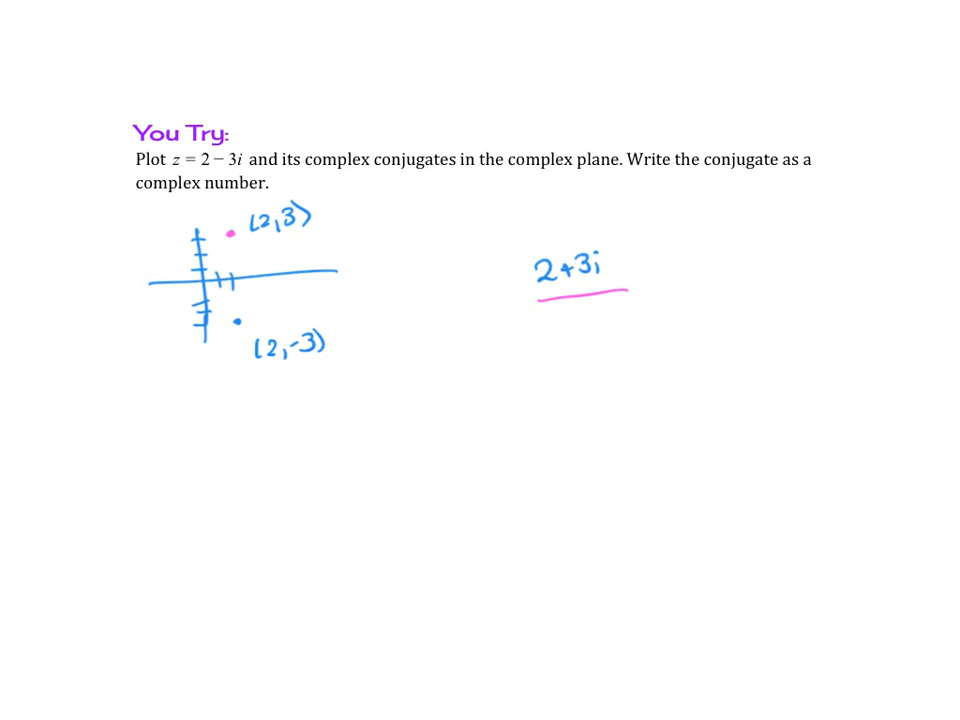 You Try:
Plot z = 2 − 3i and its complex conjugates in the complex plane. Write the conjugate as a
complex number.
(2,3)
2+3i
(2,-3)